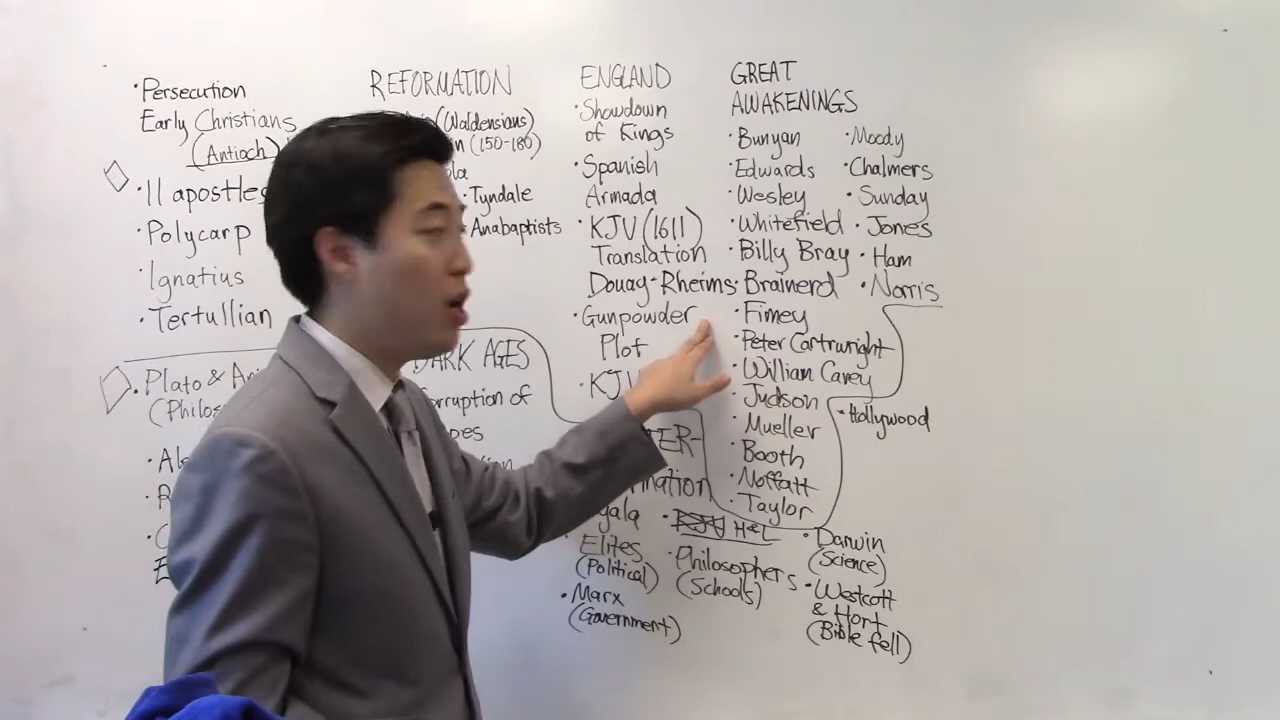 ·Persecution
Early Christians
(Antioch)
·11 apostles
·Polycarp
·Ignatius
·Tertullian
·Plato &
REFORMATION
(Waldensians)
(150-180)
·Tyndale
·Anabaptists
DARK AGES
of
ENGLAND
·Showdown
of Kings
·Spanish
Armada
·KJV (1611)
Translation
Douay-Rheims
·Gunpowder
Plot
·KJV
Elites
(Political)
·Marx
(Government)
H&L
·Philosophers
(Schools)
GREAT
AWAKENINGS
·Bunyan
·Edwards
·Wesley
·Whitefield
·Billy Bray
·Brainerd
·Finney
·Peter Cartwright
·William Carey
·Judson
·Mueller
·Booth
·Moffatt
·Taylor
·Moody
·Chalmers
·Sunday
·Jones
·Ham
·Norris
·Hollywood
·Darwin
(Science)
·Westcott
& Hort
(Bible fell)